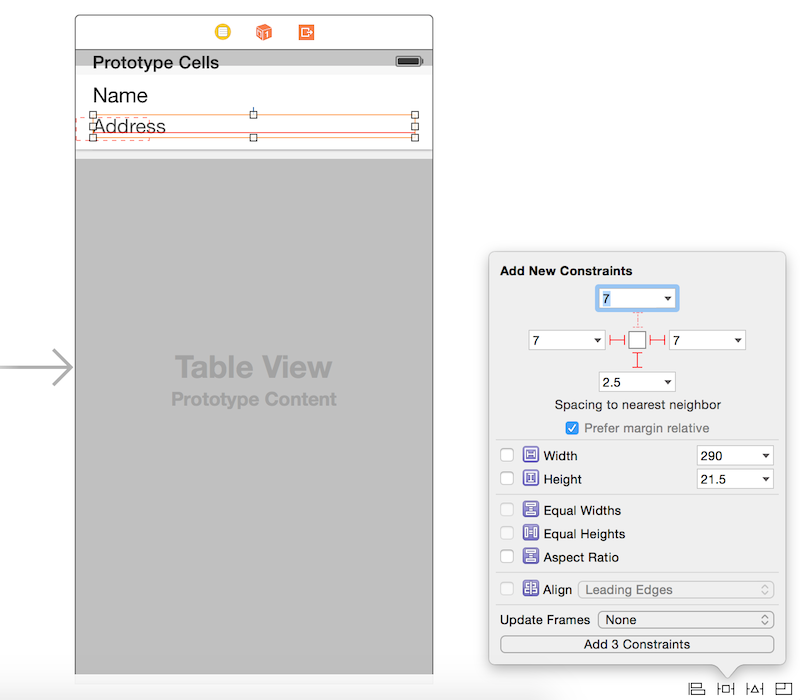 Prototype Cells
Name
Address
Table View
Prototype Content
Add New Constraints
7
7
7
2.5
Spacing to nearest neighbor
Prefer margin relative
Width 290
Height 21.5
Equal Widths
Equal Heights
Aspect Ratio
Align Leading Edges
Update Frames None
Add 3 Constraints